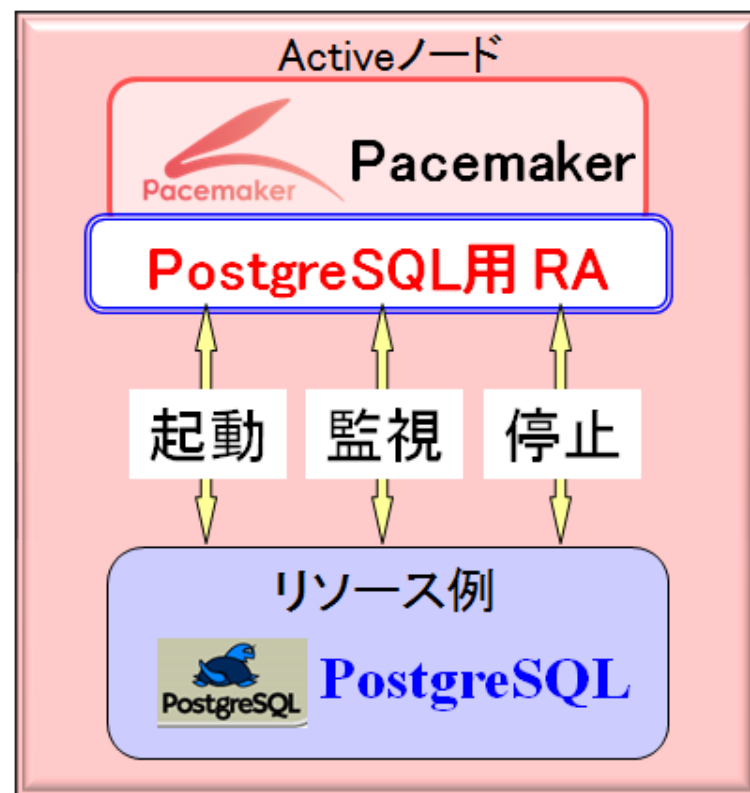 Activeノード
Pacemaker
Pacemaker
PostgreSQL用 RA
起動 監視 停止
リソース例
PostgreSQL
PostgreSQL